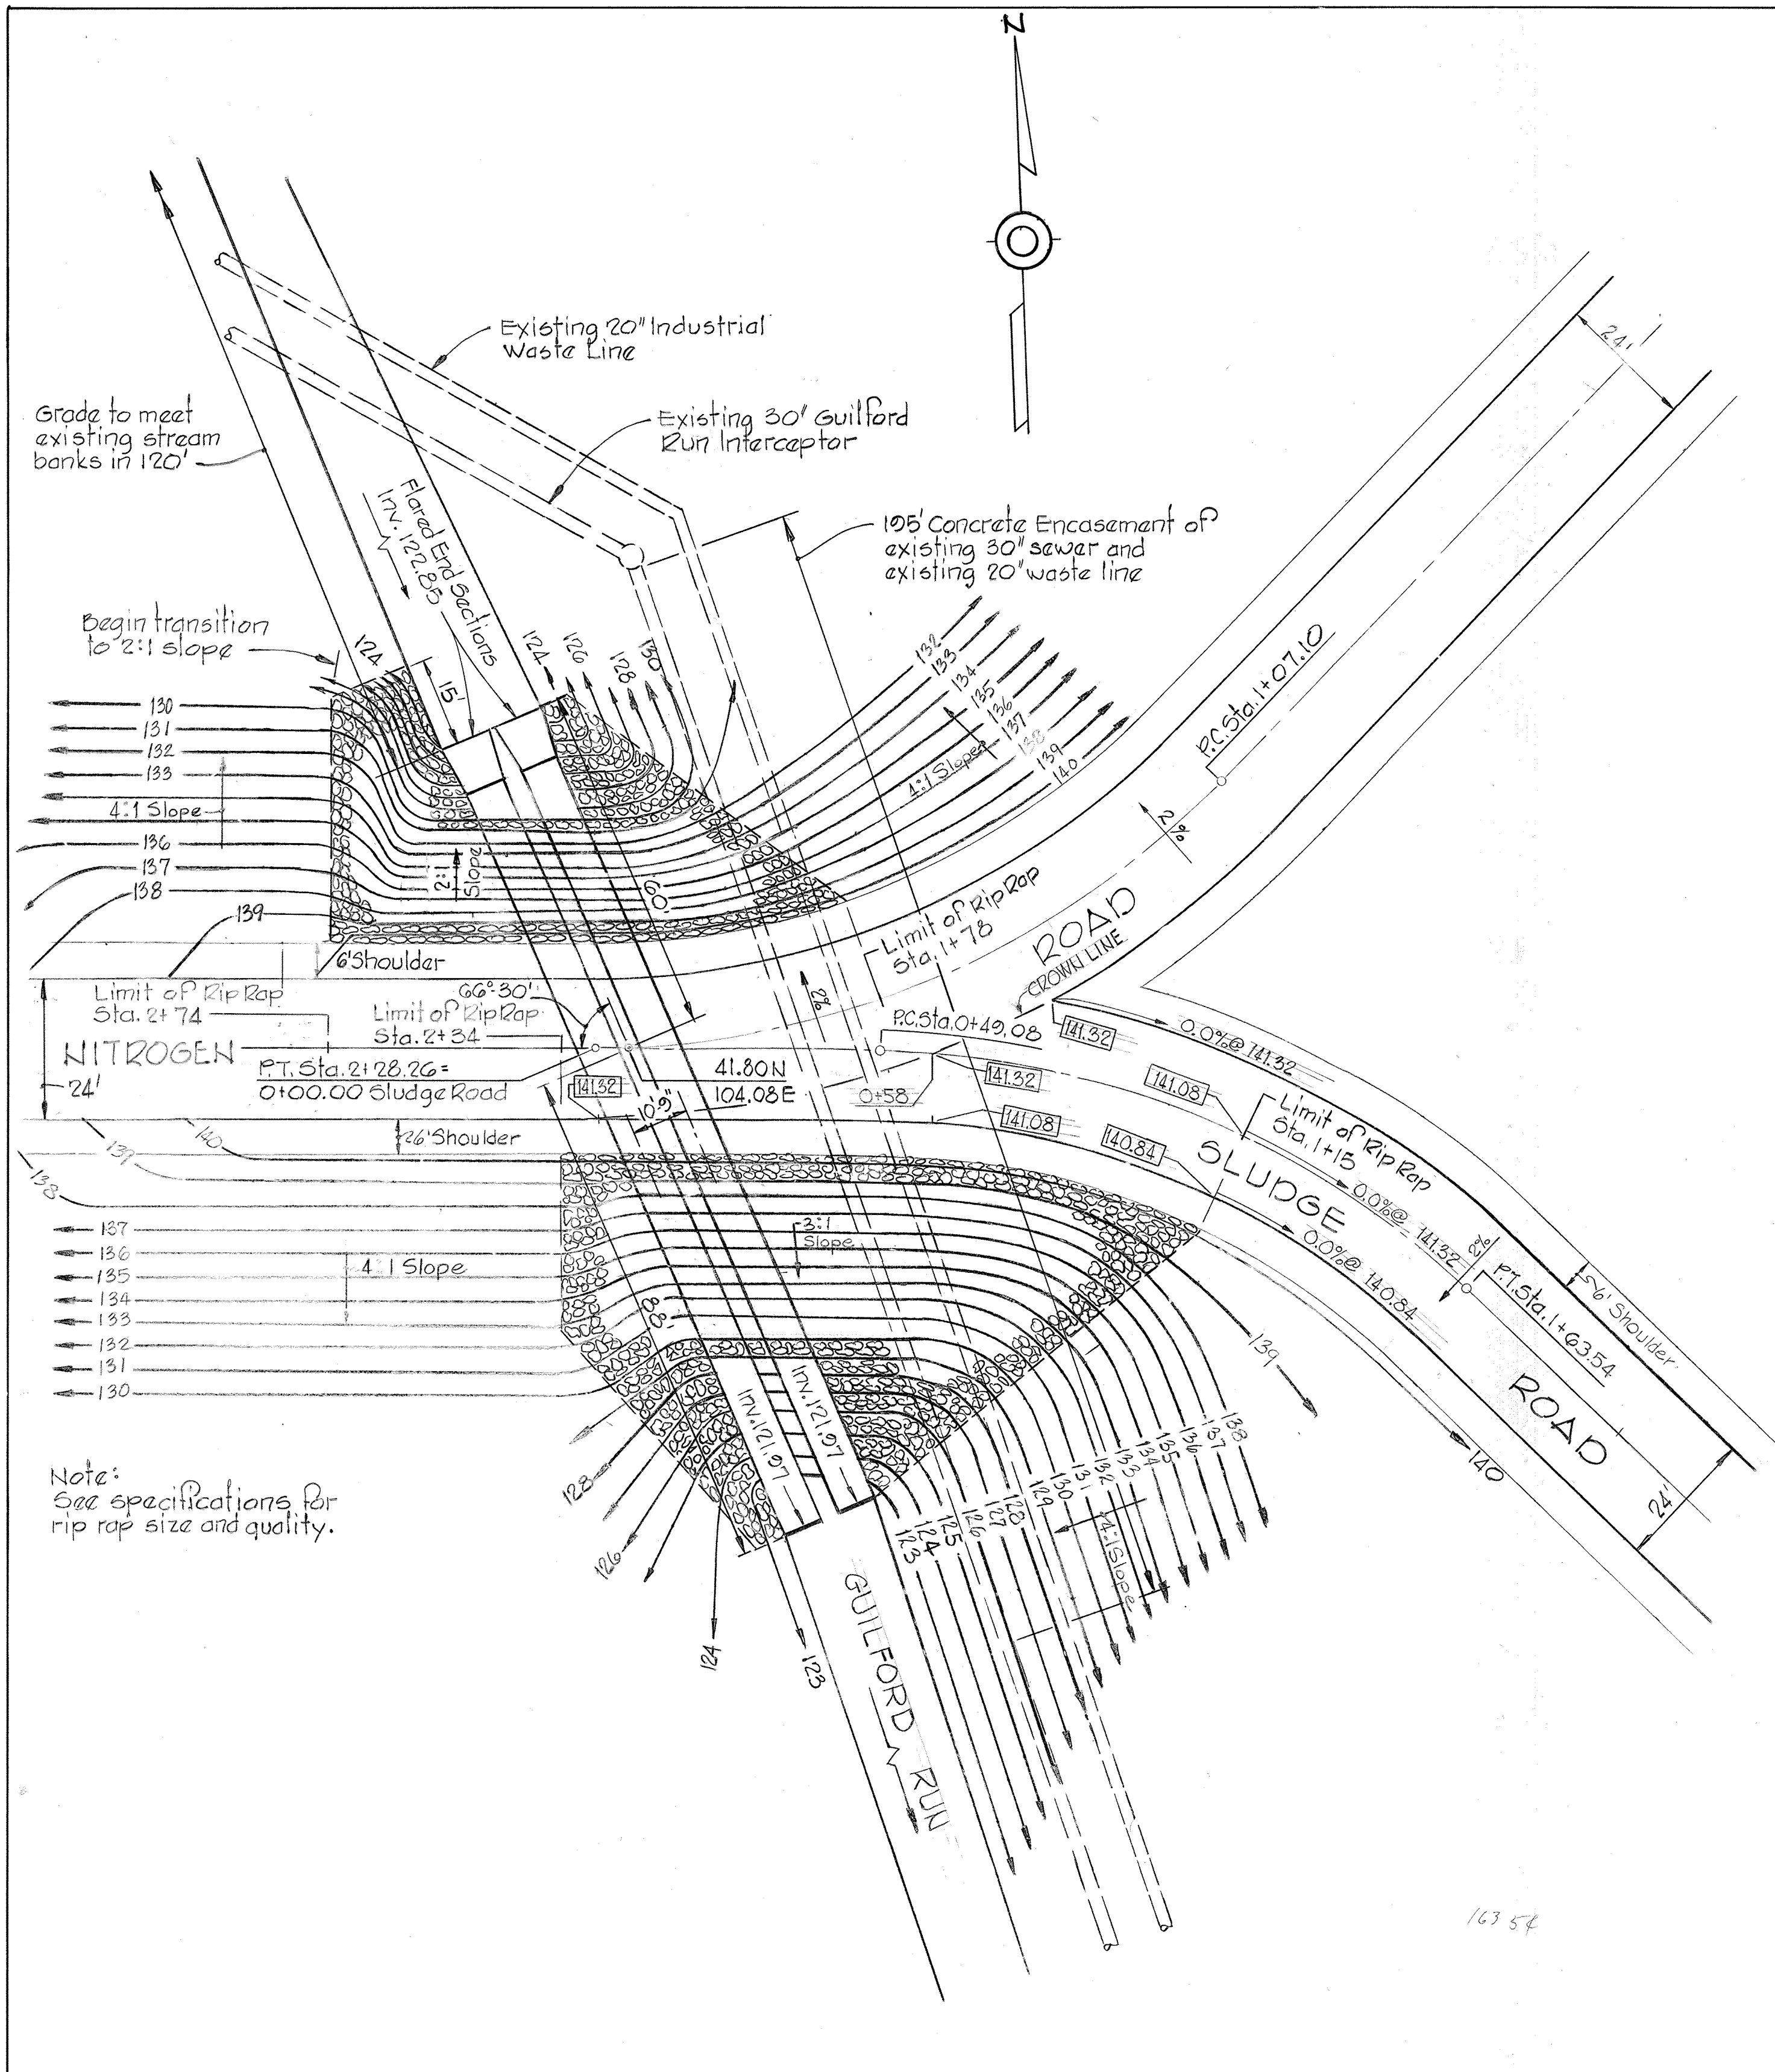 N
Existing 20" Industrial
Waste Line
24'
Grade to meet
existing stream
banks in 120'
Existing 30" Guilford
Run Interceptor
Flared End Sections
Inv. 122.85
195' Concrete Encasement of
existing 30" sewer and
existing 20" waste line
Begin transition
to 2:1 slope
124
15'
124
126
128
130
132
133
134
135
136
137
138
139
140
4:1 Slope
P.C. Sta. 1+07.10
2%
130
131
132
133
4:1 Slope
136
137
138
139
2:1
Slope
6' Shoulder
Limit of Rip Rap
Sta. 1+78
ROAD
CROWN LINE
Limit of Rip Rap
Sta. 2+74
66°-30'
Limit of Rip Rap
Sta. 2+34
2%
P.C. Sta. 0+49.08
141.32
0.0% @ 141.32
NITROGEN
24'
P.T. Sta. 2+28.26=
0+00.00 Sludge Road
141.32
41.80 N
104.08 E
10'-9"
0+58
141.32
141.08
141.08
140.84
Limit of Rip Rap
Sta. 1+15
6' Shoulder
140
139
138
SLUDGE
0.0% @ 141.32
0.0% @ 140.84
2%
P.T. Sta. 1+63.54
6' Shoulder
137
136
135
134
133
132
131
130
4:1 Slope
3:1
Slope
139
ROAD
140
24'
Inv. 121.97
Inv. 121.97
128
126
124
123
123
124
125
126
127
128
129
130
131
132
133
134
135
136
137
138
4:1 Slope
Note:
See specifications for
rip rap size and quality.
GUILFORD RUN
163 54